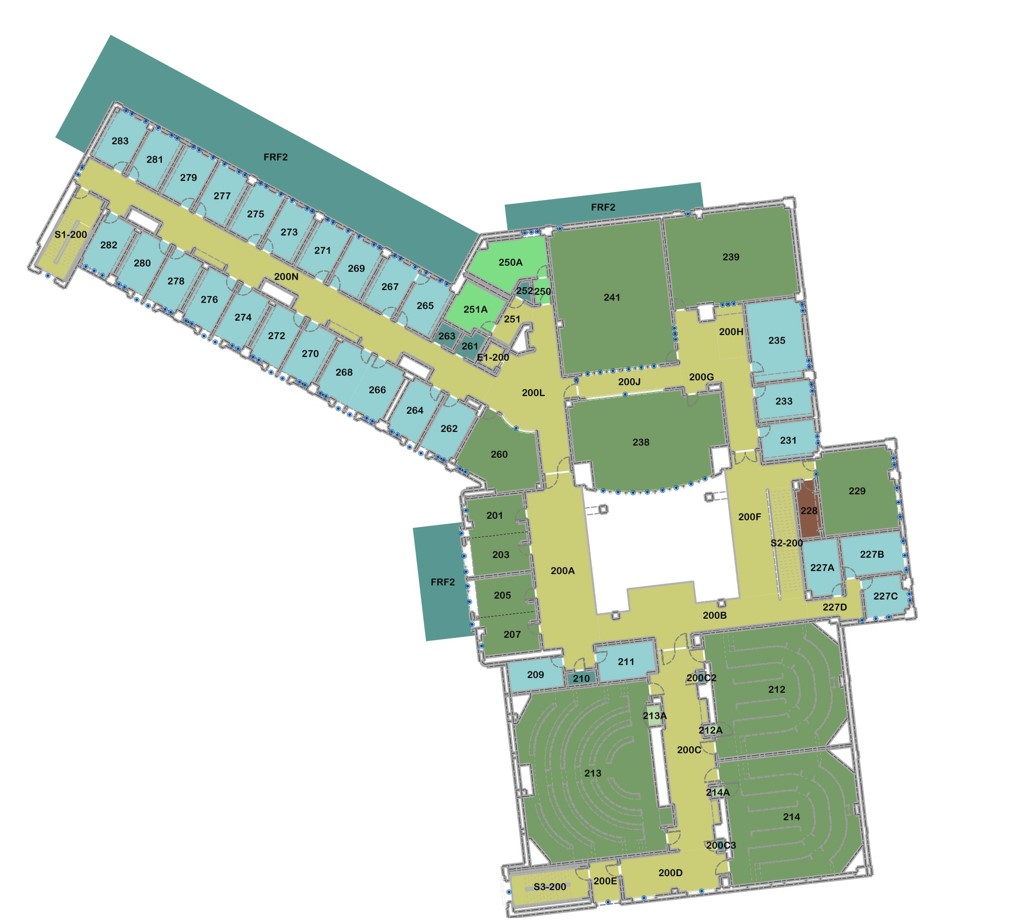 283
281
FRF2
279
277
FRF2
275
S1-200
282
273
271
239
280
250A
269
278
200N
267
252
250
276
241
265
251A
274
251
200H
272
263
261
235
270
E1-200
268
200G
266
200J
200L
233
264
262
238
231
260
229
201
228
200F
203
S2-200
227B
200A
227A
FRF2
205
227C
227D
200B
207
211
209
210
200C2
212
213A
212A
200C
213
214A
214
200C3
200D
200E
S3-200